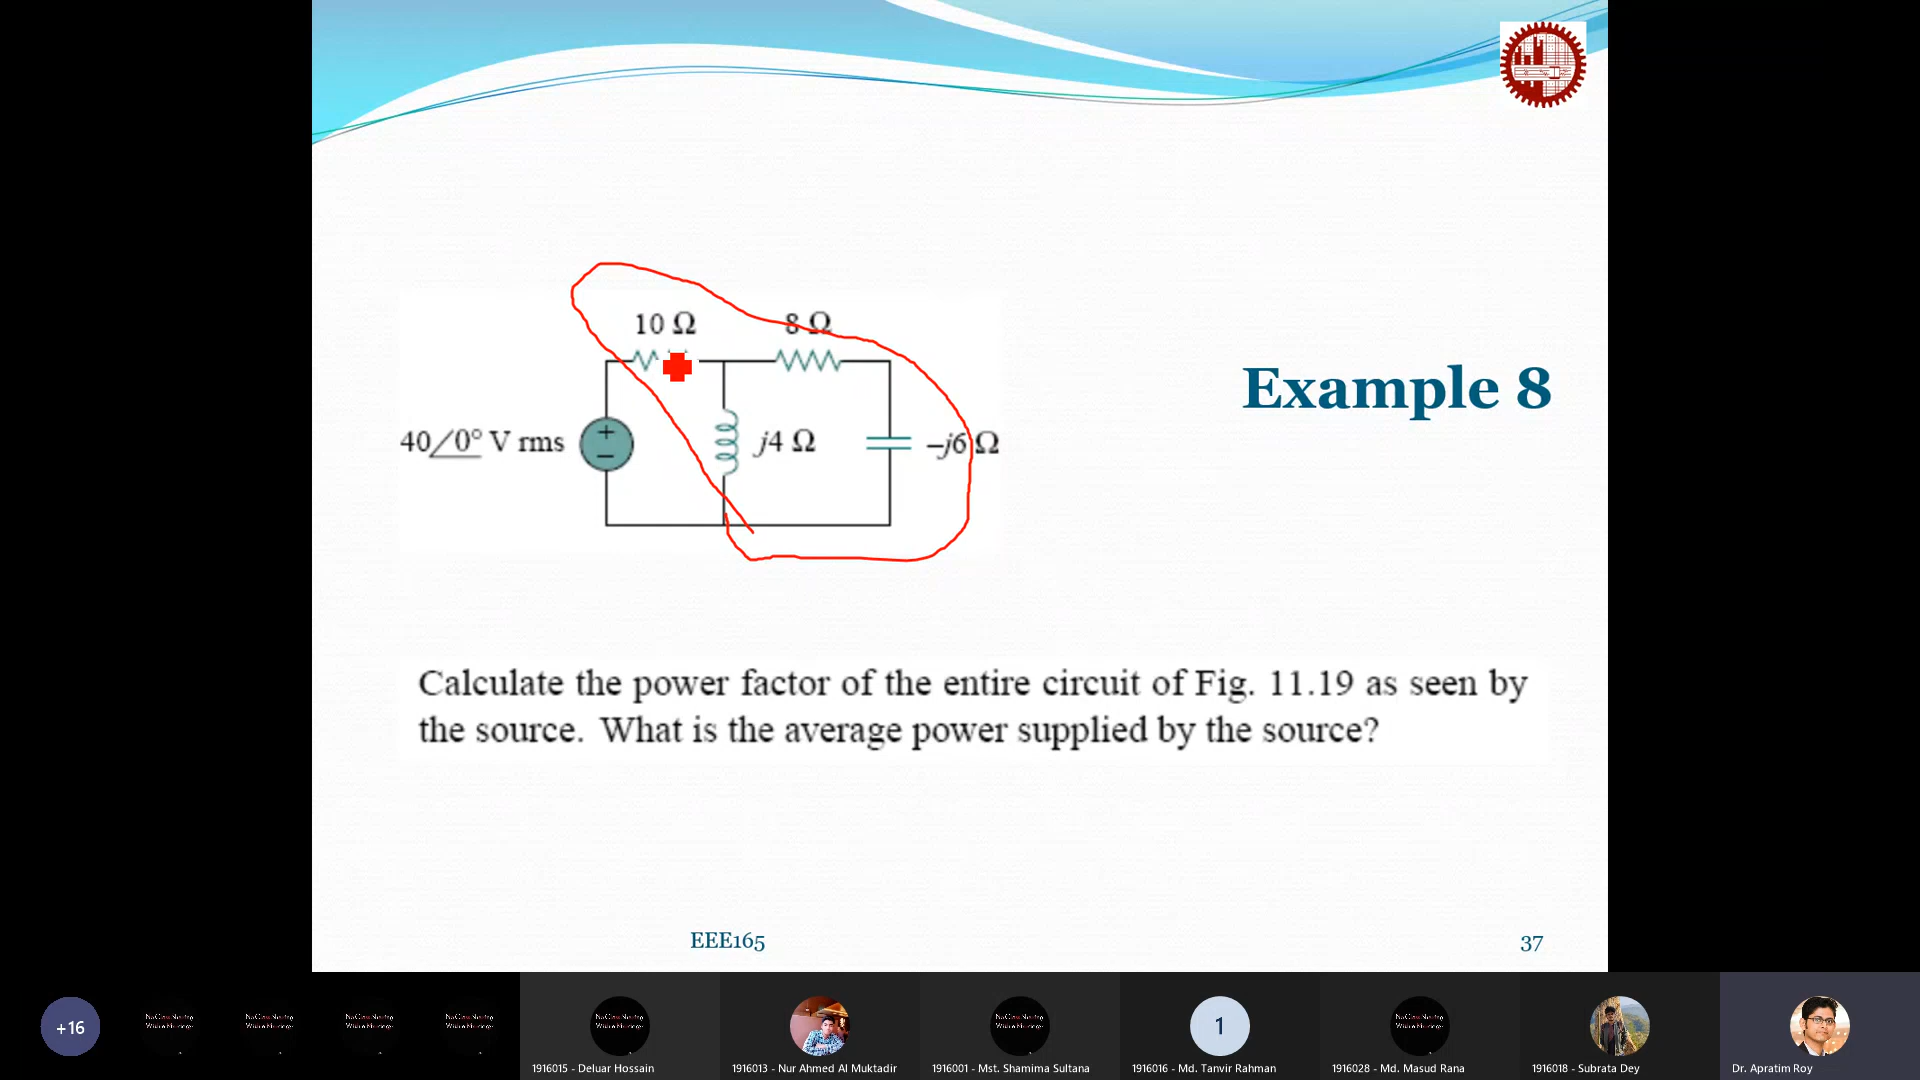 10 Ω
8 Ω
40∠0° V rms
+
−
j4 Ω
−j6 Ω
Example 8
Calculate the power factor of the entire circuit of Fig. 11.19 as seen by
the source. What is the average power supplied by the source?
EEE165
37
+16
1
1916015 - Deluar Hossain
1916013 - Nur Ahmed Al Muktadir
1916001 - Mst. Shamima Sultana
1916016 - Md. Tanvir Rahman
1916028 - Md. Masud Rana
1916018 - Subrata Dey
Dr. Apratim Roy